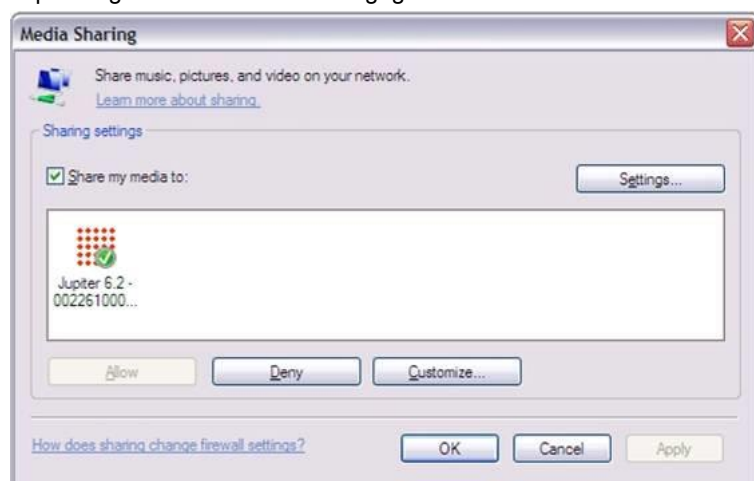 Media Sharing
Share music, pictures, and video on your network.
Learn more about sharing.
Sharing settings
Share my media to:
Settings...
Jupiter 6.2 -
002261000...
Allow
Deny
Customize...
How does sharing change firewall settings?
OK
Cancel
Apply